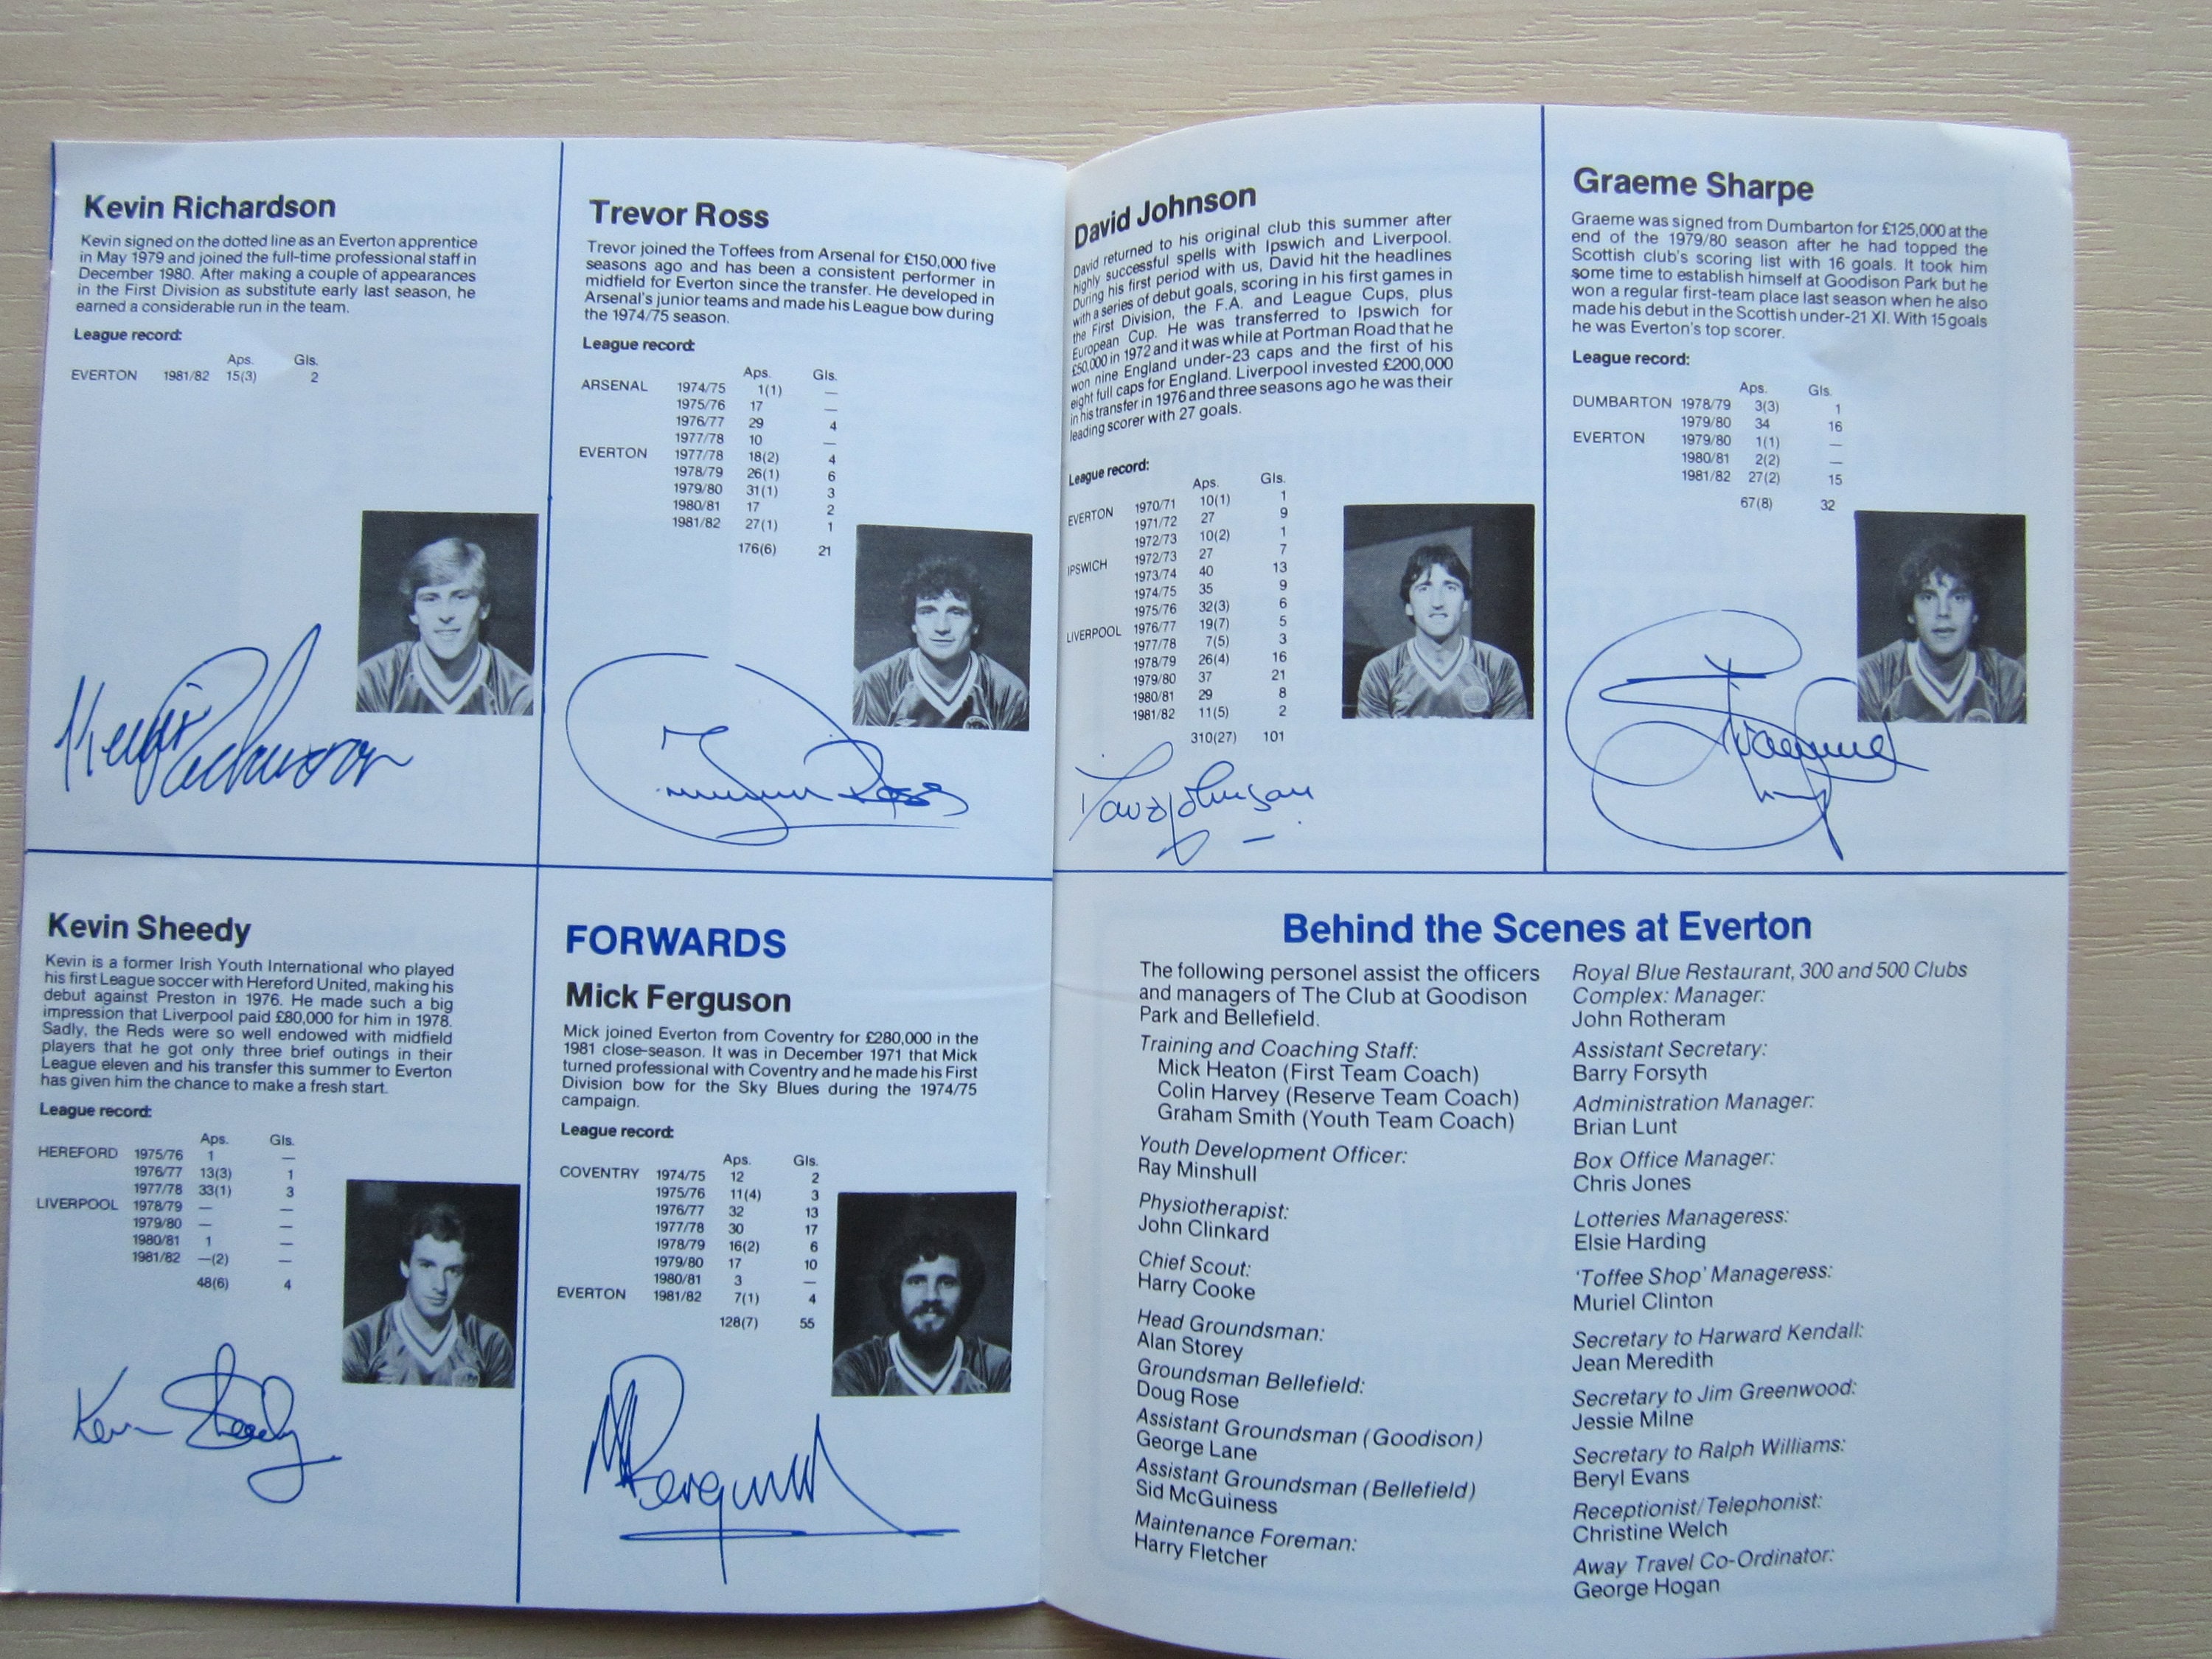 Kevin Richardson
Kevin signed on the dotted line as an Everton apprentice
in May 1979 and joined the full-time professional staff in
December 1980. After making a couple of appearances
in the First Division as substitute early last season, he
earned a considerable run in the team.
League record:
Aps. Gls.
EVERTON 1981/82 15(3) 2
Kevin Richardson
Trevor Ross
Trevor joined the Toffees from Arsenal for £150,000 five
seasons ago and has been a consistent performer in
midfield for Everton since the transfer. He developed in
Arsenal's junior teams and made his League bow during
the 1974/75 season.
League record:
Aps. Gls.
ARSENAL 1974/75 1(1) —
1975/76 17 —
1976/77 29 4
1977/78 10 —
EVERTON 1977/78 18(2) 4
1978/79 26(1) 6
1979/80 31(1) 3
1980/81 17 2
1981/82 27(1) 1
176(6) 21
Trevor Ross
Kevin Sheedy
Kevin is a former Irish Youth International who played
his first League soccer with Hereford United, making his
debut against Preston in 1976. He made such a big
impression that Liverpool paid £80,000 for him in 1978.
Sadly, the Reds were so well endowed with midfield
players that he got only three brief outings in their
League eleven and his transfer this summer to Everton
has given him the chance to make a fresh start.
League record:
Aps. Gls.
HEREFORD 1975/76 1 —
1976/77 13(3) 1
1977/78 33(1) 3
LIVERPOOL 1978/79 — —
1979/80 — —
1980/81 1 —
1981/82 —(2) —
48(6) 4
Kevin Sheedy
FORWARDS
Mick Ferguson
Mick joined Everton from Coventry for £280,000 in the
1981 close-season. It was in December 1971 that Mick
turned professional with Coventry and he made his First
Division bow for the Sky Blues during the 1974/75
campaign.
League record:
Aps. Gls.
COVENTRY 1974/75 12 2
1975/76 11(4) 3
1976/77 32 13
1977/78 30 17
1978/79 16(2) 6
1979/80 17 10
1980/81 3 —
EVERTON 1981/82 7(1) 4
128(7) 55
M Ferguson
David Johnson
David returned to his original club this summer after
highly successful spells with Ipswich and Liverpool.
During his first period with us, David hit the headlines
with a series of debut goals, scoring in his first games in
the First Division, the F.A. and League Cups, plus
European Cup. He was transferred to Ipswich for
£50,000 in 1972 and it was while at Portman Road that he
won nine England under-23 caps and the first of his
eight full caps for England. Liverpool invested £200,000
in his transfer in 1976 and three seasons ago he was their
leading scorer with 27 goals.
League record:
Aps. Gls.
EVERTON 1970/71 10(1) 1
1971/72 27 9
1972/73 10(2) 1
IPSWICH 1972/73 27 7
1973/74 40 13
1974/75 35 9
1975/76 32(3) 6
LIVERPOOL 1976/77 19(7) 5
1977/78 7(5) 3
1978/79 26(4) 16
1979/80 37 21
1980/81 29 8
1981/82 11(5) 2
310(27) 101
David Johnson
Graeme Sharpe
Graeme was signed from Dumbarton for £125,000 at the
end of the 1979/80 season after he had topped the
Scottish club's scoring list with 16 goals. It took him
some time to establish himself at Goodison Park but he
won a regular first-team place last season when he also
made his debut in the Scottish under-21 XI. With 15 goals
he was Everton's top scorer.
League record:
Aps. Gls.
DUMBARTON 1978/79 3(3) 1
1979/80 34 16
EVERTON 1979/80 1(1) —
1980/81 2(2) —
1981/82 27(2) 15
67(8) 32
Graeme
Behind the Scenes at Everton
The following personel assist the officers
and managers of The Club at Goodison
Park and Bellefield.
Training and Coaching Staff:
Mick Heaton (First Team Coach)
Colin Harvey (Reserve Team Coach)
Graham Smith (Youth Team Coach)
Youth Development Officer:
Ray Minshull
Physiotherapist:
John Clinkard
Chief Scout:
Harry Cooke
Head Groundsman:
Alan Storey
Groundsman Bellefield:
Doug Rose
Assistant Groundsman (Goodison)
George Lane
Assistant Groundsman (Bellefield)
Sid McGuiness
Maintenance Foreman:
Harry Fletcher
Royal Blue Restaurant, 300 and 500 Clubs
Complex: Manager:
John Rotheram
Assistant Secretary:
Barry Forsyth
Administration Manager:
Brian Lunt
Box Office Manager:
Chris Jones
Lotteries Manageress:
Elsie Harding
'Toffee Shop' Manageress:
Muriel Clinton
Secretary to Harward Kendall:
Jean Meredith
Secretary to Jim Greenwood:
Jessie Milne
Secretary to Ralph Williams:
Beryl Evans
Receptionist/Telephonist:
Christine Welch
Away Travel Co-Ordinator:
George Hogan